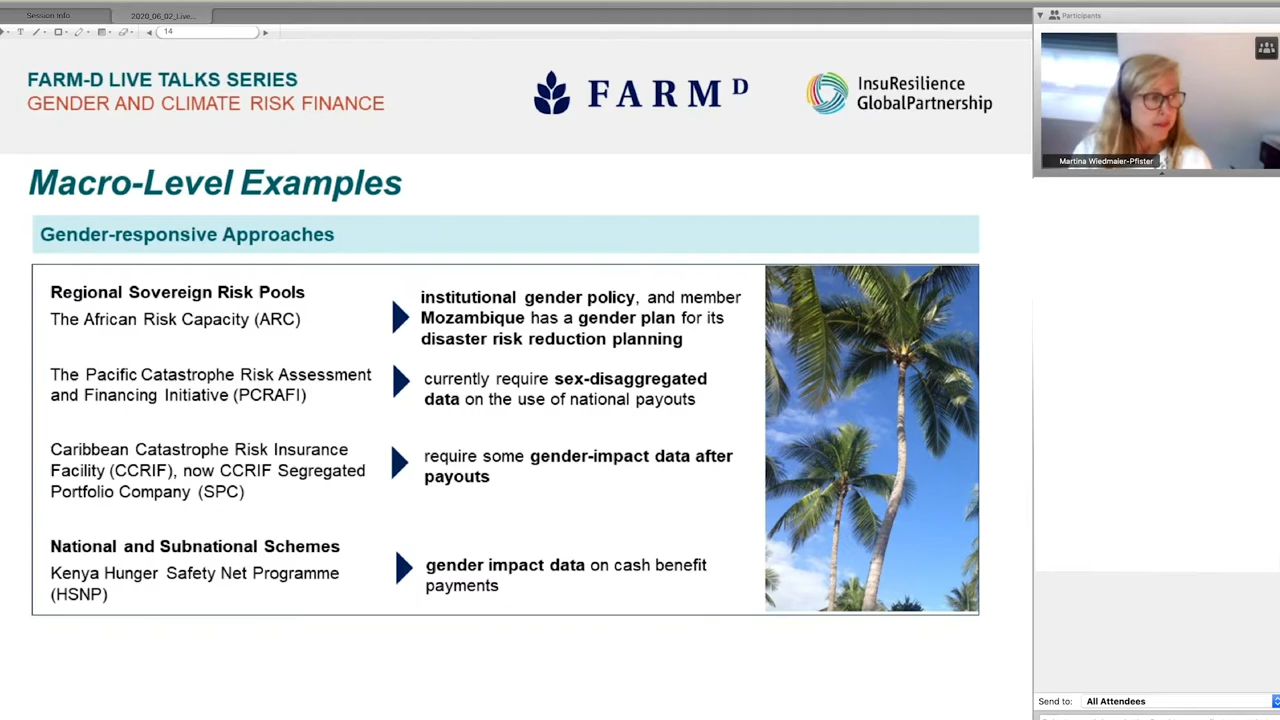 Session Info
2020_06_02_Live...
Participants
T
14
FARM-D LIVE TALKS SERIES
GENDER AND CLIMATE RISK FINANCE
FARM D
InsuResilience
GlobalPartnership
Martina Wiedmaier-Pfister
Macro-Level Examples
Gender-responsive Approaches
Regional Sovereign Risk Pools
The African Risk Capacity (ARC)
institutional gender policy, and member
Mozambique has a gender plan for its
disaster risk reduction planning
The Pacific Catastrophe Risk Assessment
and Financing Initiative (PCRAFI)
currently require sex-disaggregated
data on the use of national payouts
Caribbean Catastrophe Risk Insurance
Facility (CCRIF), now CCRIF Segregated
Portfolio Company (SPC)
require some gender-impact data after
payouts
National and Subnational Schemes
Kenya Hunger Safety Net Programme
(HSNP)
gender impact data on cash benefit
payments
Send to: All Attendees